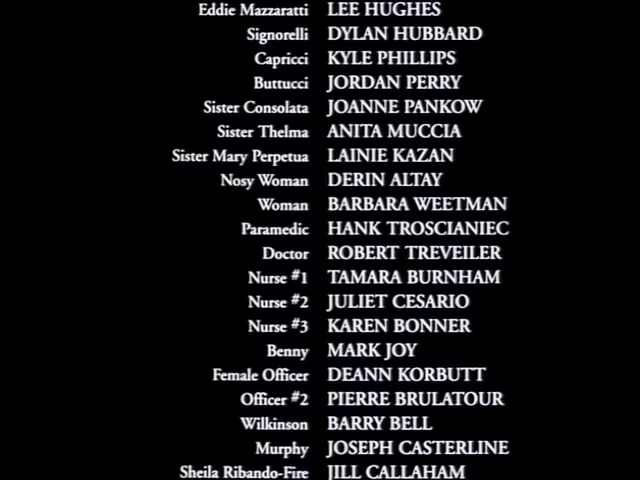 Eddie Mazzaratti LEE HUGHES
Signorelli DYLAN HUBBARD
Capricci KYLE PHILLIPS
Buttucci JORDAN PERRY
Sister Consolata JOANNE PANKOW
Sister Thelma ANITA MUCCIA
Sister Mary Perpetua LAINIE KAZAN
Nosy Woman DERIN ALTAY
Woman BARBARA WEETMAN
Paramedic HANK TROSCIANIEC
Doctor ROBERT TREVEILER
Nurse #1 TAMARA BURNHAM
Nurse #2 JULIET CESARIO
Nurse #3 KAREN BONNER
Benny MARK JOY
Female Officer DEANN KORBUTT
Officer #2 PIERRE BRULATOUR
Wilkinson BARRY BELL
Murphy JOSEPH CASTERLINE
Sheila Ribando-Fire JILL CALLAHAM